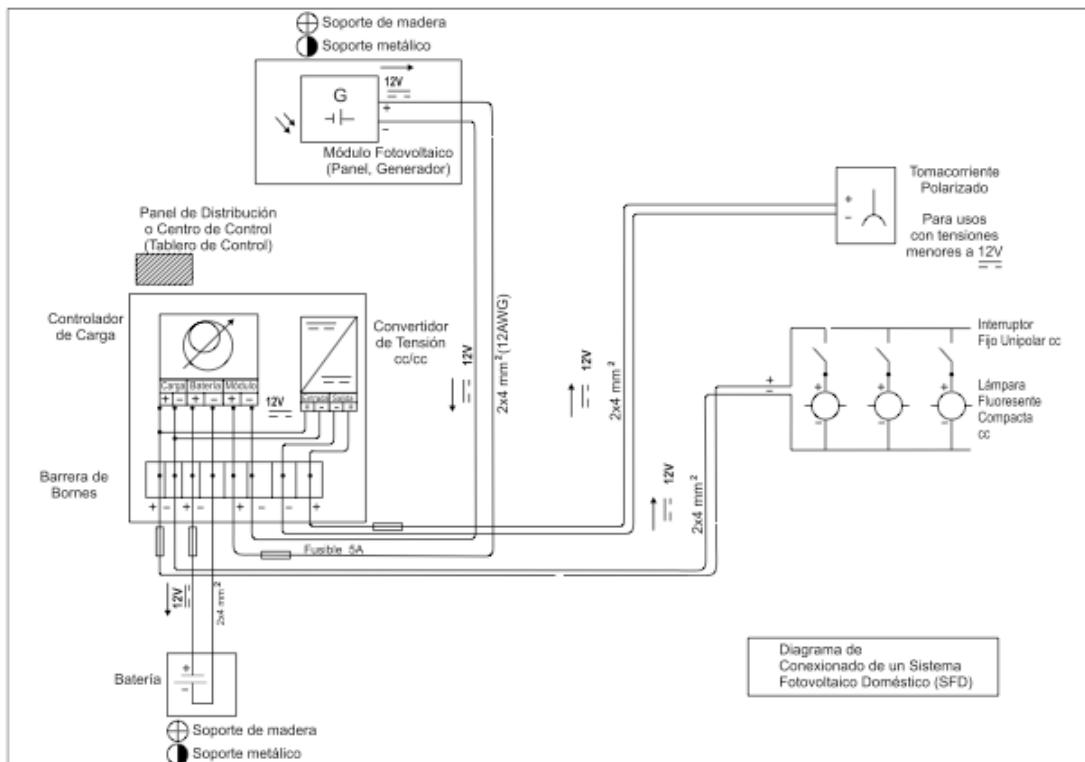 Soporte de madera
Soporte metálico
12V
G
+
−
Módulo Fotovoltaico
(Panel, Generador)
Tomacorriente
Polarizado
+
−
Para usos
con tensiones
menores a 12V
Panel de Distribución
o Centro de Control
(Tablero de Control)
Controlador
de Carga
Convertidor
de Tensión
cc/cc
Carga Batería Módulo
+ − + − + −
12V
Entrada Salida
+ − − +
2x4 mm² (12AWG)
12V
12V
2x4 mm²
Interruptor
Fijo Unipolar cc
+
−
+ + +
− − −
Lámpara
Fluoresente
Compacta
cc
Barrera de
Bornes
+ − + − + − − +
12V
2x4 mm²
Fusible 5A
12V
2x4 mm²
Batería
+
−
Soporte de madera
Soporte metálico
Diagrama de
Conexionado de un Sistema
Fotovoltaico Doméstico (SFD)